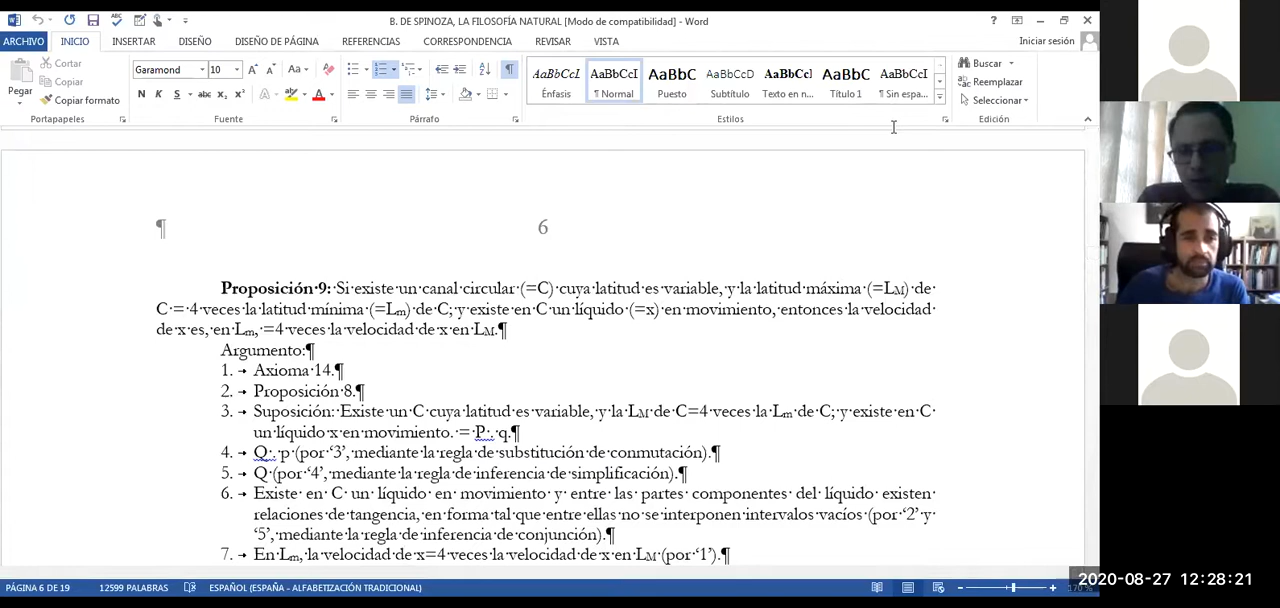 B. DE SPINOZA, LA FILOSOFÍA NATURAL [Modo de compatibilidad] - Word
ARCHIVO INICIO INSERTAR DISEÑO DISEÑO DE PÁGINA REFERENCIAS CORRESPONDENCIA REVISAR VISTA Iniciar sesión
Pegar
Cortar
Copiar
Copiar formato
Portapapeles
Garamond 10
Fuente
Párrafo
AaBbCcI AaBbCcI AaBbC AaBbCcD AaBbCcI AaBbC AaBbCcI
Énfasis ¶ Normal Puesto Subtítulo Texto en n... Título 1 ¶ Sin espa...
Estilos
Buscar
Reemplazar
Seleccionar
Edición
¶ 6
Proposición·9: Si·existe·un·canal·circular·(=C)·cuya·latitud·es·variable,·y·la·latitud·máxima·(=LM)·de·
C·=·4·veces·la·latitud·mínima·(=Lm)·de·C;·y·existe·en·C·un·líquido·(=x)·en·movimiento,·entonces·la·velocidad·
de·x·es,·en·Lm,·=4·veces·la·velocidad·de·x·en·LM.¶
Argumento:¶
1.→Axioma·14.¶
2.→Proposición·8.¶
3.→Suposición:·Existe·un·C·cuya·latitud·es·variable,·y·la·LM·de·C=4·veces·la·Lm·de·C;·y·existe·en·C·
un·líquido·x·en·movimiento.·=·P·.·q.¶
4.→Q·.·p·(por·‘3’,·mediante·la·regla·de·substitución·de·conmutación).¶
5.→Q·(por·‘4’,·mediante·la·regla·de·inferencia·de·simplificación).¶
6.→Existe·en·C·un·líquido·en·movimiento·y·entre·las·partes·componentes·del·líquido·existen·
relaciones·de·tangencia,·en·forma·tal·que·entre·ellas·no·se·interponen·intervalos·vacíos·(por·‘2’·y·
‘5’,·mediante·la·regla·de·inferencia·de·conjunción).¶
7.→En·Lm,·la·velocidad·de·x=4·veces·la·velocidad·de·x·en·LM·(por·‘1’).¶
PÁGINA 6 DE 19 12599 PALABRAS ESPAÑOL (ESPAÑA - ALFABETIZACIÓN TRADICIONAL) 170 %
2020-08-27 12:28:21